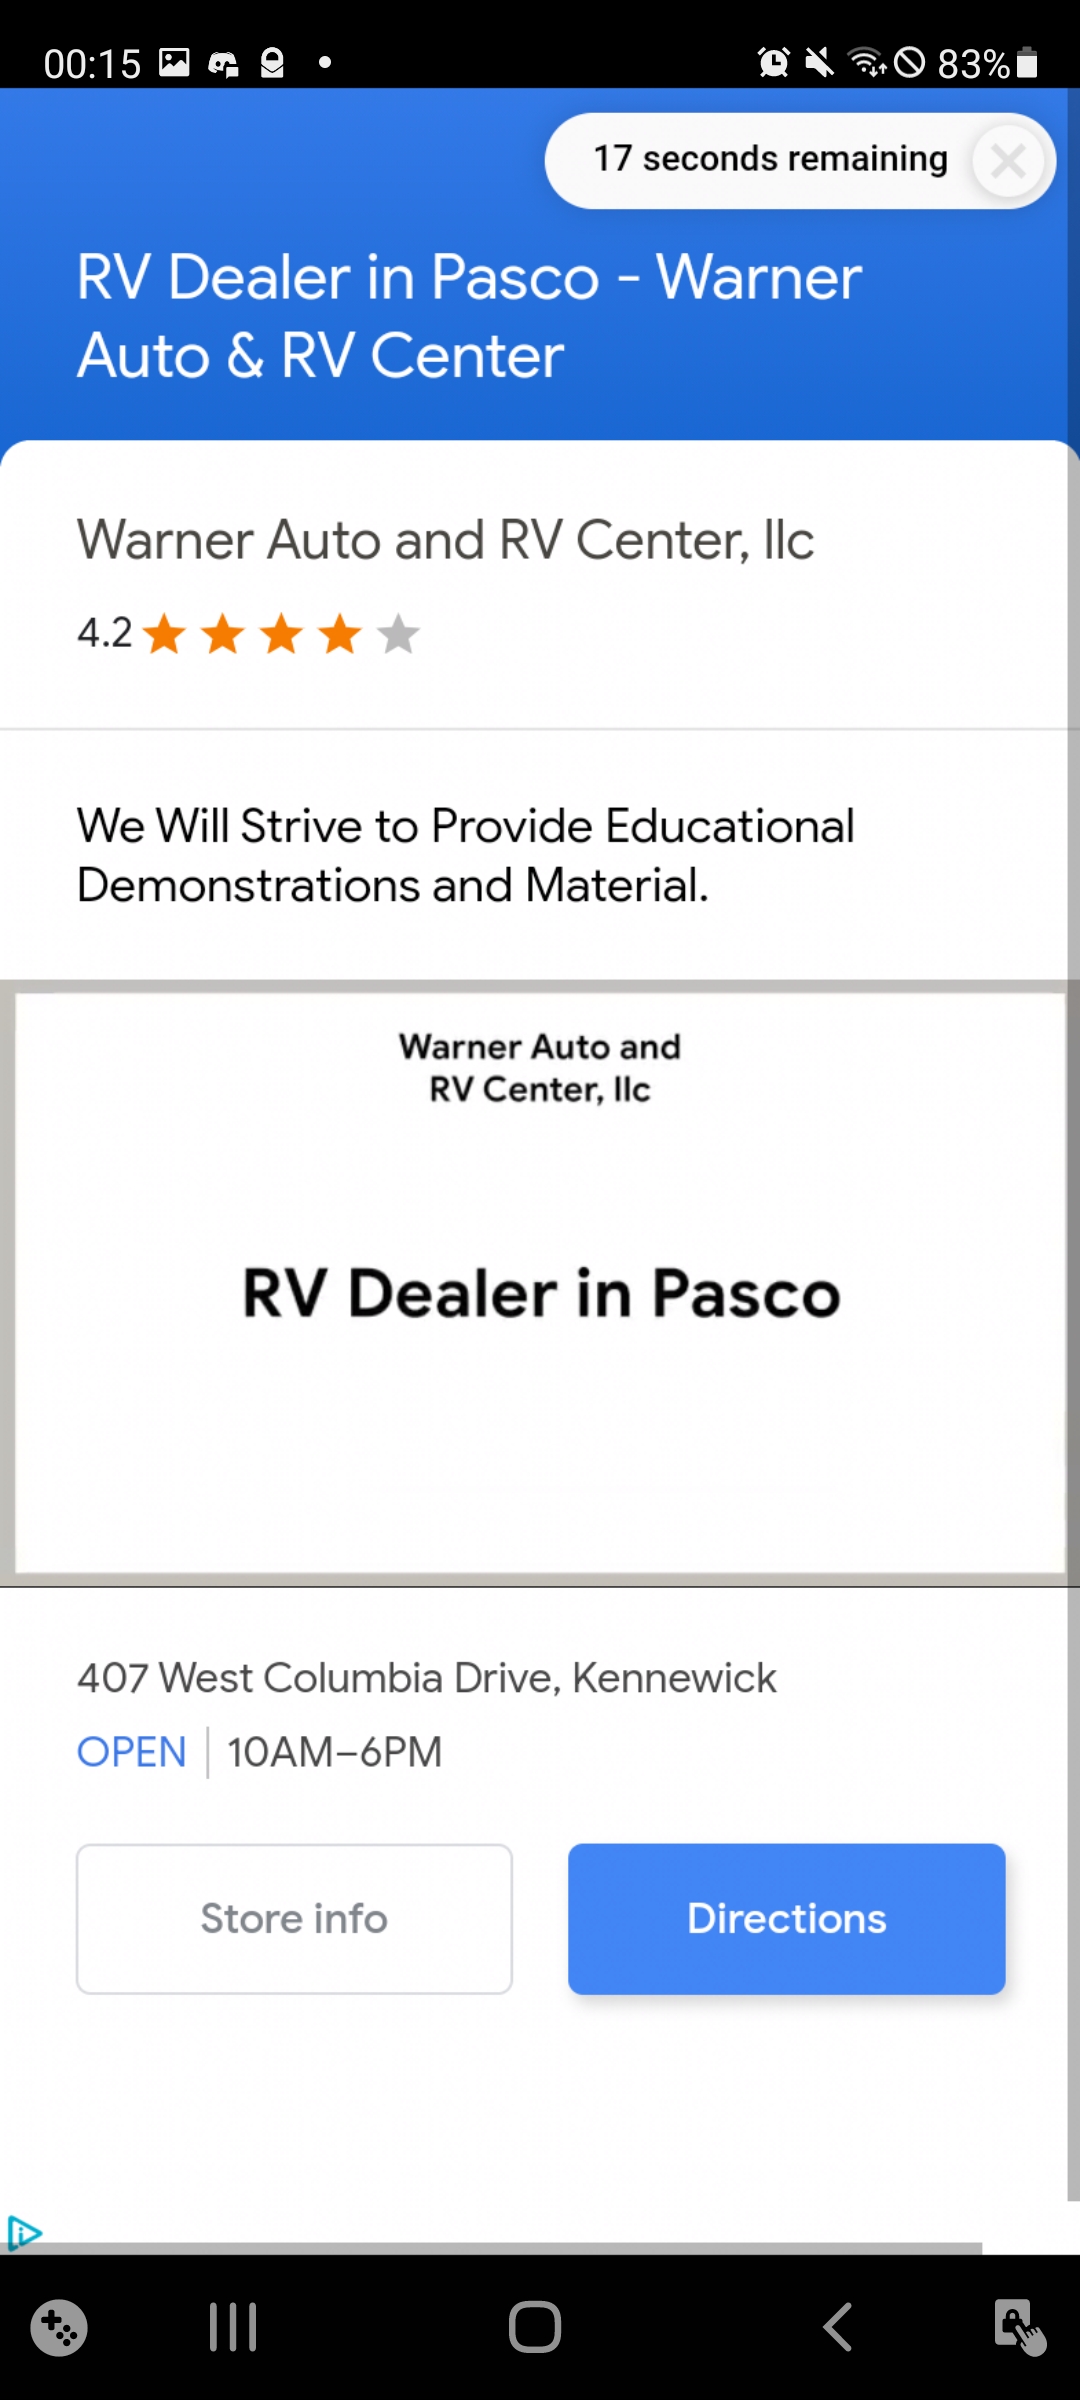 00:15
83%
17 seconds remaining
RV Dealer in Pasco - Warner
Auto & RV Center
Warner Auto and RV Center, llc
4.2
We Will Strive to Provide Educational
Demonstrations and Material.
Warner Auto and
RV Center, llc
RV Dealer in Pasco
407 West Columbia Drive, Kennewick
OPEN | 10AM–6PM
Store info
Directions